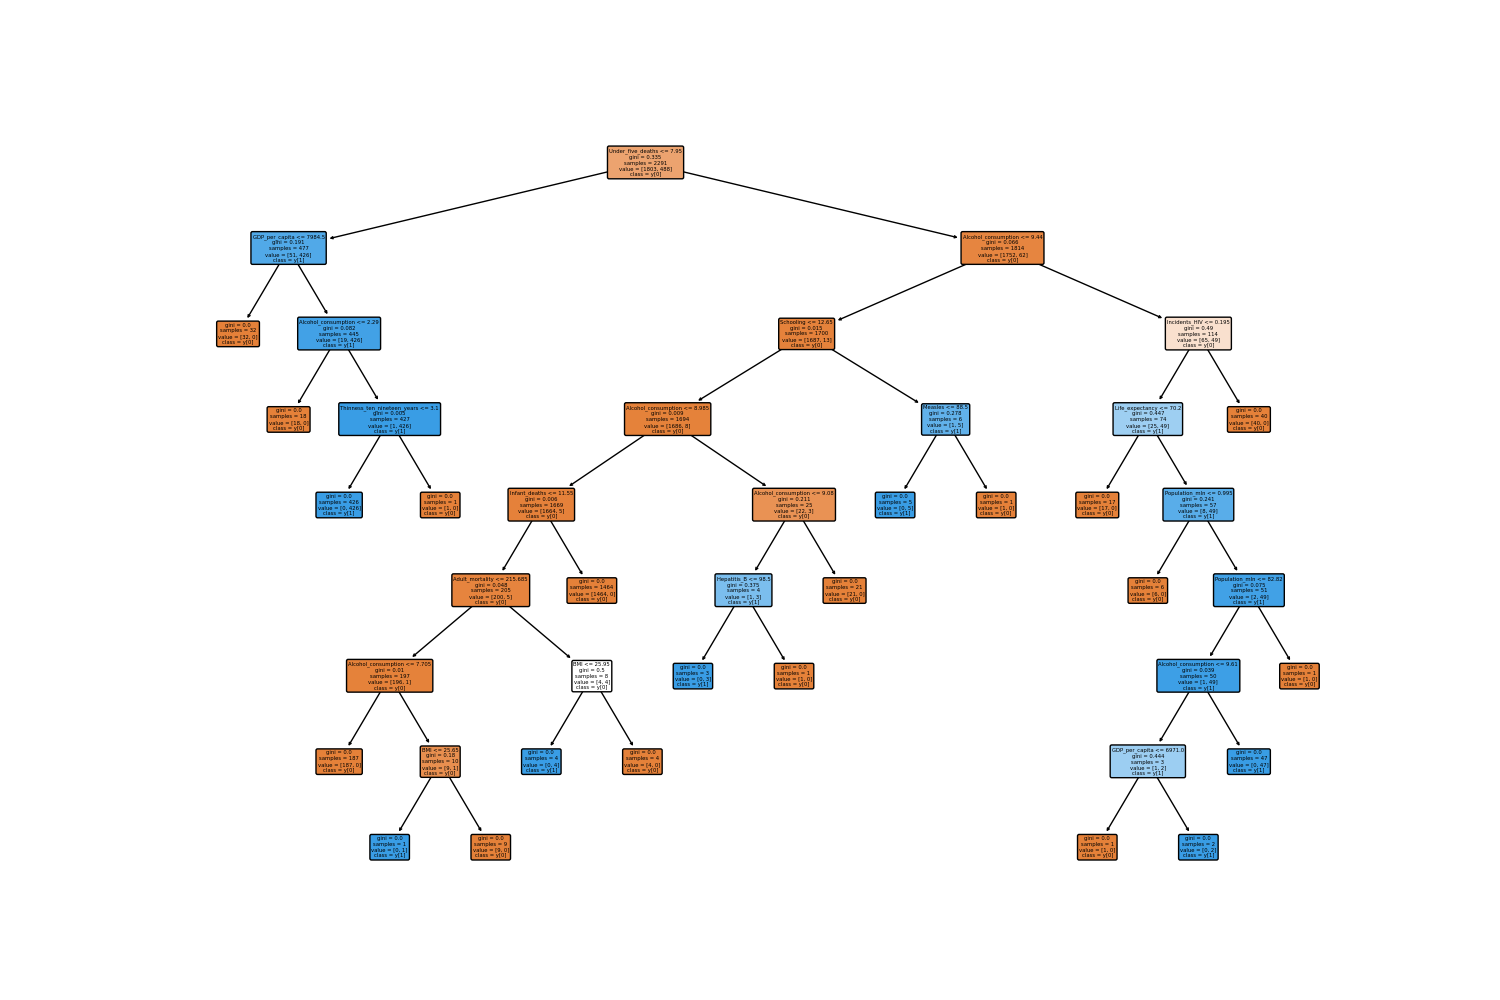 Under_five_deaths <= 7.95
gini = 0.335
samples = 2291
value = [1803, 488]
class = y[0]
GDP_per_capita <= 7984.5
gini = 0.191
samples = 477
value = [51, 426]
class = y[1]
Alcohol_consumption <= 9.44
gini = 0.066
samples = 1814
value = [1752, 62]
class = y[0]
gini = 0.0
samples = 32
value = [32, 0]
class = y[0]
Alcohol_consumption <= 2.29
gini = 0.082
samples = 445
value = [19, 426]
class = y[1]
Schooling <= 12.65
gini = 0.015
samples = 1700
value = [1687, 13]
class = y[0]
Incidents_HIV <= 0.195
gini = 0.49
samples = 114
value = [65, 49]
class = y[0]
gini = 0.0
samples = 18
value = [18, 0]
class = y[0]
Thinness_ten_nineteen_years <= 3.1
gini = 0.005
samples = 427
value = [1, 426]
class = y[1]
Alcohol_consumption <= 8.985
gini = 0.009
samples = 1694
value = [1686, 8]
class = y[0]
Measles <= 88.5
gini = 0.278
samples = 6
value = [1, 5]
class = y[1]
Life_expectancy <= 70.2
gini = 0.447
samples = 74
value = [25, 49]
class = y[1]
gini = 0.0
samples = 40
value = [40, 0]
class = y[0]
gini = 0.0
samples = 426
value = [0, 426]
class = y[1]
gini = 0.0
samples = 1
value = [1, 0]
class = y[0]
Infant_deaths <= 11.55
gini = 0.006
samples = 1669
value = [1664, 5]
class = y[0]
Alcohol_consumption <= 9.08
gini = 0.211
samples = 25
value = [22, 3]
class = y[0]
gini = 0.0
samples = 5
value = [0, 5]
class = y[1]
gini = 0.0
samples = 1
value = [1, 0]
class = y[0]
gini = 0.0
samples = 17
value = [17, 0]
class = y[0]
Population_mln <= 0.995
gini = 0.241
samples = 57
value = [8, 49]
class = y[1]
Adult_mortality <= 215.685
gini = 0.048
samples = 205
value = [200, 5]
class = y[0]
gini = 0.0
samples = 1464
value = [1464, 0]
class = y[0]
Hepatitis_B <= 98.5
gini = 0.375
samples = 4
value = [1, 3]
class = y[1]
gini = 0.0
samples = 21
value = [21, 0]
class = y[0]
gini = 0.0
samples = 6
value = [6, 0]
class = y[0]
Population_mln <= 82.82
gini = 0.075
samples = 51
value = [2, 49]
class = y[1]
Alcohol_consumption <= 7.705
gini = 0.01
samples = 197
value = [196, 1]
class = y[0]
BMI <= 25.95
gini = 0.5
samples = 8
value = [4, 4]
class = y[0]
gini = 0.0
samples = 3
value = [0, 3]
class = y[1]
gini = 0.0
samples = 1
value = [1, 0]
class = y[0]
Alcohol_consumption <= 9.61
gini = 0.039
samples = 50
value = [1, 49]
class = y[1]
gini = 0.0
samples = 1
value = [1, 0]
class = y[0]
gini = 0.0
samples = 187
value = [187, 0]
class = y[0]
BMI <= 25.65
gini = 0.18
samples = 10
value = [9, 1]
class = y[0]
gini = 0.0
samples = 4
value = [0, 4]
class = y[1]
gini = 0.0
samples = 4
value = [4, 0]
class = y[0]
GDP_per_capita <= 6971.0
gini = 0.444
samples = 3
value = [1, 2]
class = y[1]
gini = 0.0
samples = 47
value = [0, 47]
class = y[1]
gini = 0.0
samples = 1
value = [0, 1]
class = y[1]
gini = 0.0
samples = 9
value = [9, 0]
class = y[0]
gini = 0.0
samples = 1
value = [1, 0]
class = y[0]
gini = 0.0
samples = 2
value = [0, 2]
class = y[1]